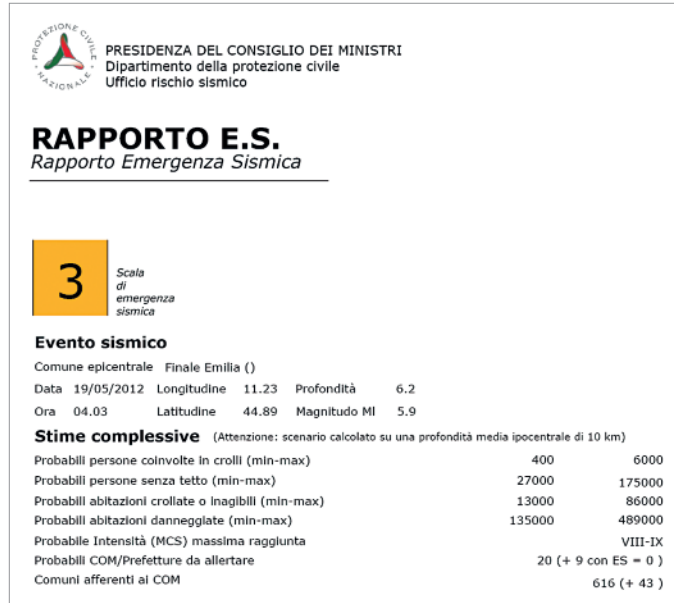 PROTEZIONE CIVILE
NAZIONALE
PRESIDENZA DEL CONSIGLIO DEI MINISTRI
Dipartimento della protezione civile
Ufficio rischio sismico
RAPPORTO E.S.
Rapporto Emergenza Sismica
3
Scala
di
emergenza
sismica
Evento sismico
Comune epicentrale Finale Emilia ()
Data 19/05/2012 Longitudine 11.23 Profondità 6.2
Ora 04.03 Latitudine 44.89 Magnitudo Ml 5.9
Stime complessive (Attenzione: scenario calcolato su una profondità media ipocentrale di 10 km)
Probabili persone coinvolte in crolli (min-max) 400 6000
Probabili persone senza tetto (min-max) 27000 175000
Probabili abitazioni crollate o inagibili (min-max) 13000 86000
Probabili abitazioni danneggiate (min-max) 135000 489000
Probabile Intensità (MCS) massima raggiunta VIII-IX
Probabili COM/Prefetture da allertare 20 (+ 9 con ES = 0 )
Comuni afferenti ai COM 616 (+ 43 )